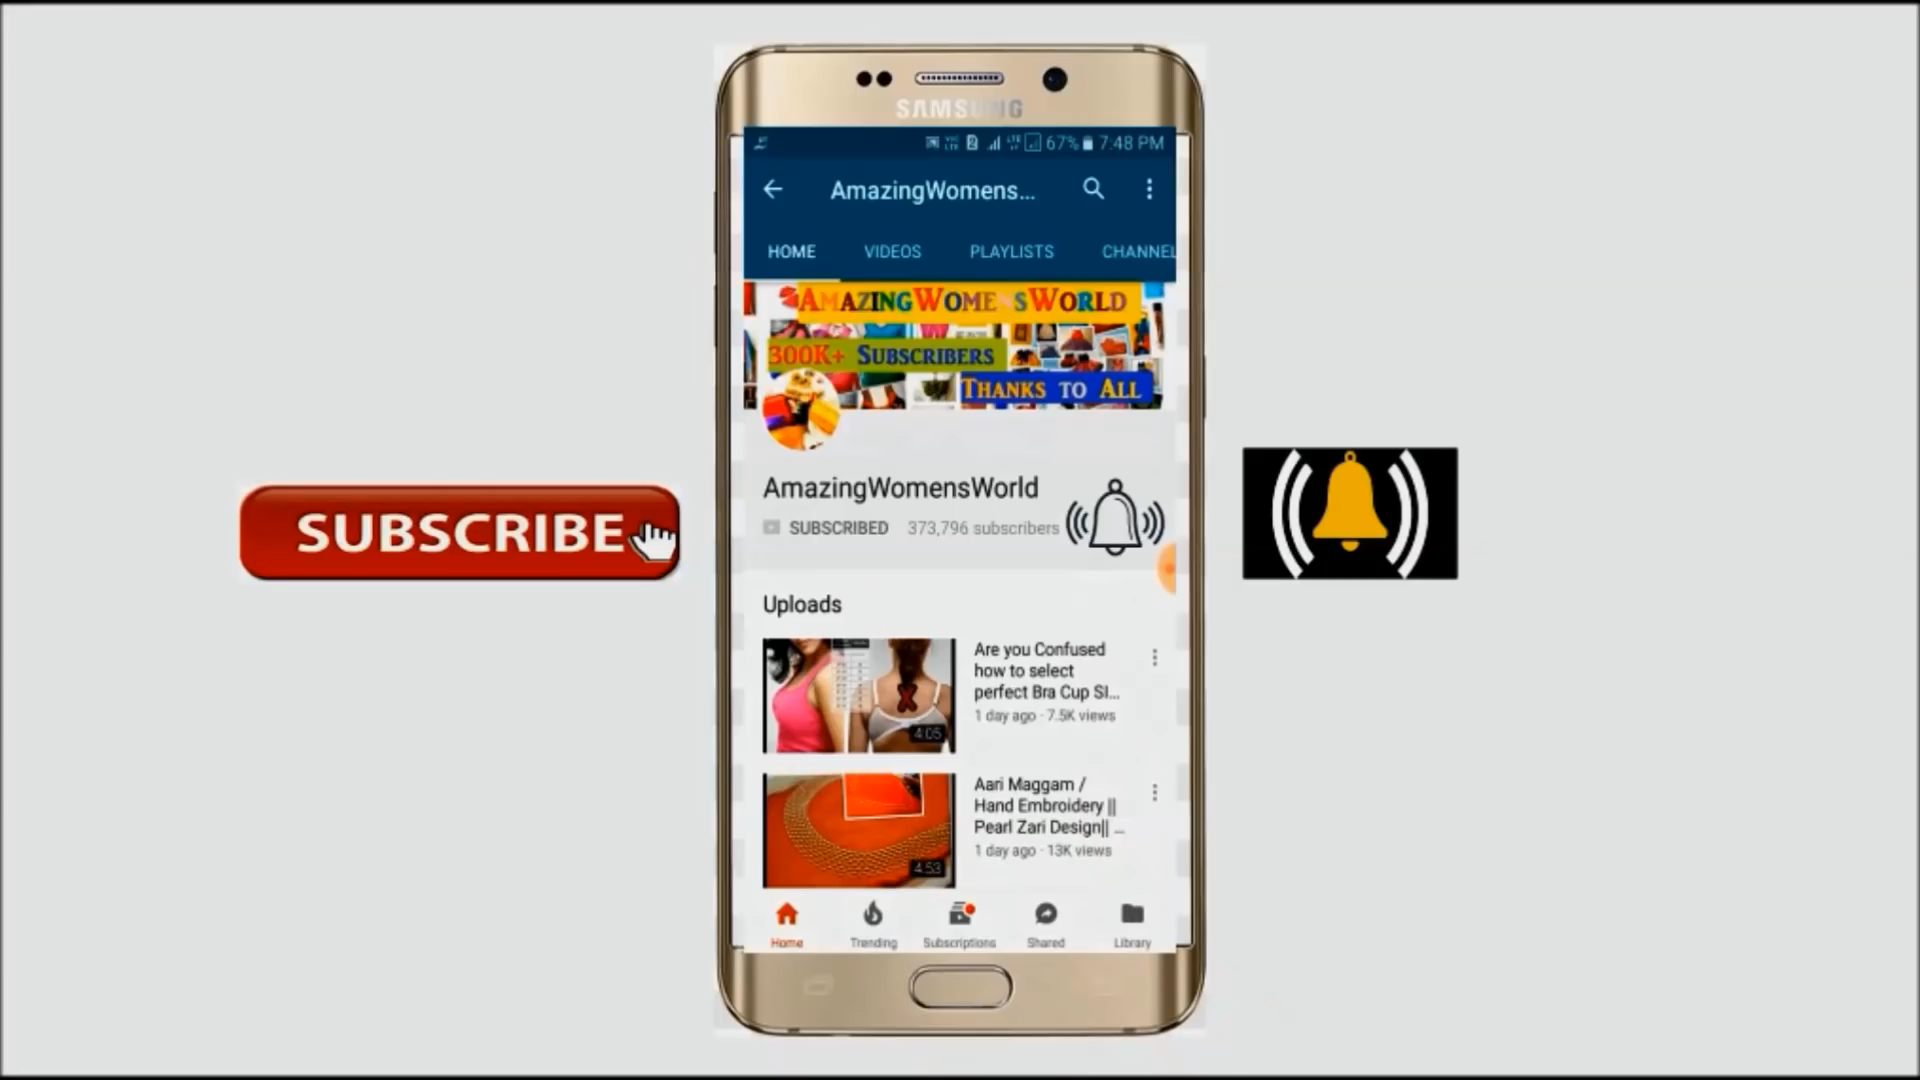 SAMSUNG
67% 7:48 PM
AmazingWomens...
HOME VIDEOS PLAYLISTS CHANNEL
AMAZINGWOMENSWORLD
300K+ SUBSCRIBERS
THANKS TO ALL
AmazingWomensWorld
SUBSCRIBED 373,796 subscribers
SUBSCRIBE
Uploads
Are you Confused
how to select
perfect Bra Cup SI...
1 day ago · 7.5K views
4:05
Aari Maggam /
Hand Embroidery ||
Pearl Zari Design|| ...
1 day ago · 13K views
4:53
Home Trending Subscriptions Shared Library